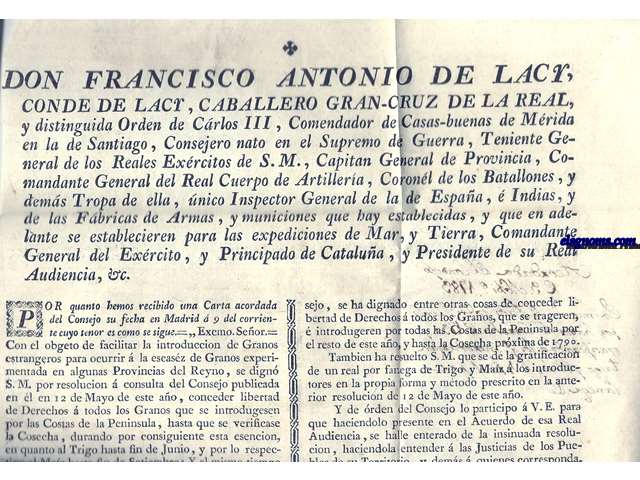 DON FRANCISCO ANTONIO DE LACY,
CONDE DE LACY, CABALLERO GRAN-CRUZ DE LA REAL,
y distinguida Orden de Cárlos III, Comendador de Casas-buenas de Mérida
en la de Santiago, Consejero nato en el Supremo de Guerra, Teniente Ge-
neral de los Reales Exércitos de S. M., Capitan General de Provincia, Co-
mandante General del Real Cuerpo de Artillería, Coronél de los Batallones, y
demás Tropa de ella, único Inspector General de la de España, é Indias, y
de las Fábricas de Armas, y municiones que hay establecidas, y que en ade-
lante se establecieren para las expediciones de Mar, y Tierra, Comandante
General del Exército, y Principado de Cataluña, y Presidente de su Real
Audiencia, &c.
elagnoma.com
POR quanto hemos recibido una Carta acordada
del Consejo su fecha en Madrid á 9 del corrien-
te cuyo tenor es como se sigue.= „Excmo. Señor.=
Con el obgeto de facilitar la introduccion de Granos
estrangeros para ocurrir á la escaséz de Granos exper-
imentada en algunas Provincias del Reyno, se dignó
S. M. por resolucion á consulta del Consejo publicada
en él en 12 de Mayo de este año, conceder libertad
de Derechos á todos los Granos que se introdugesen
por las Costas de la Peninsula, hasta que se verificase
la Cosecha, durando por consiguiente esta esencion,
en quanto al Trigo hasta fin de Junio, y por lo respec-
sejo, se ha dignado entre otras cosas de conceder li-
bertad de Derechos á todos los Granos, que se trageren,
é introdugeren por todas las Costas de la Peninsula por
el resto de este año, y hasta la Cosecha próxima de 1790.
Tambien ha resuelto S. M. que se de la gratificacion
de un real por fanega de Trigo y Maíz á los introduc-
tores en la propia forma y método prescrito en la ante-
rior resolucion de 12 de Mayo de este año.
Y de órden del Consejo lo participo á V. E. para
que haciendolo presente en el Acuerdo de esa Real
Audiencia, se halle enterado de la insinuada resolu-
cion, haciendola entender á las Justicias de los Pue-
blos de su Territorio, y demás á quienes corresponda,